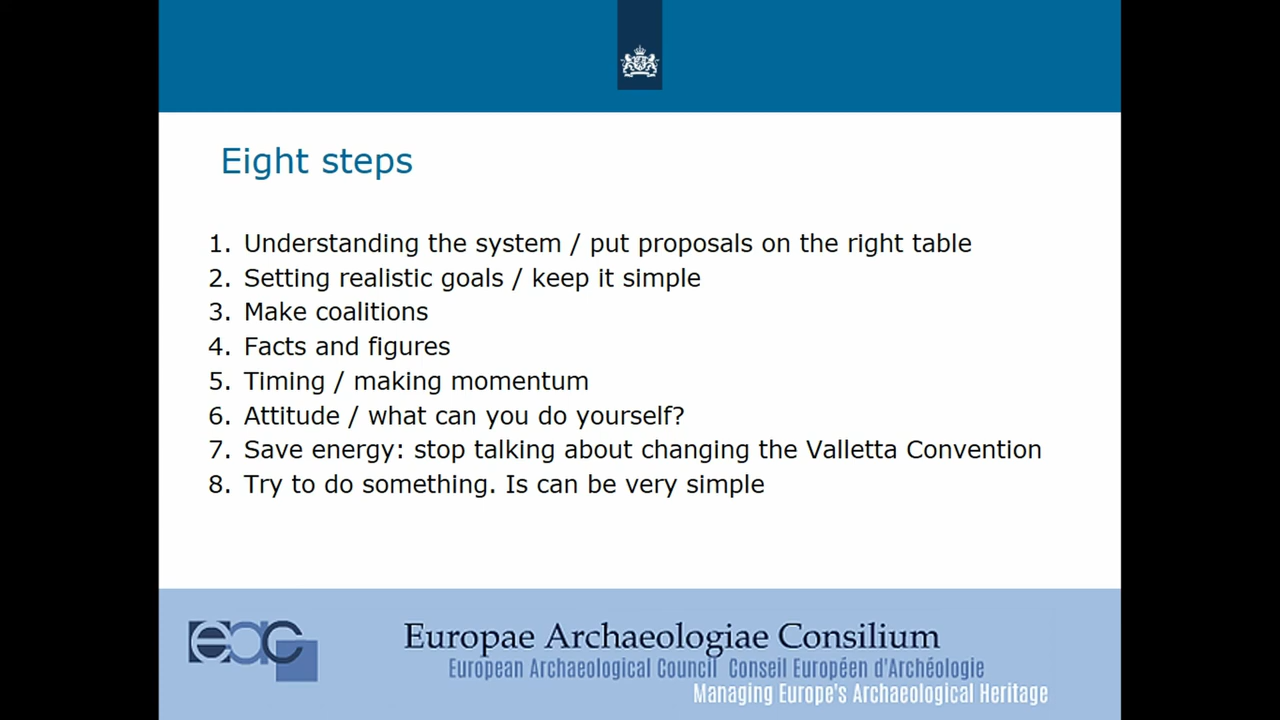 Eight steps
1. Understanding the system / put proposals on the right table
2. Setting realistic goals / keep it simple
3. Make coalitions
4. Facts and figures
5. Timing / making momentum
6. Attitude / what can you do yourself?
7. Save energy: stop talking about changing the Valletta Convention
8. Try to do something. Is can be very simple
eac
Europae Archaeologiae Consilium
European Archaeological Council Conseil Européen d'Archéologie
Managing Europe's Archaeological Heritage